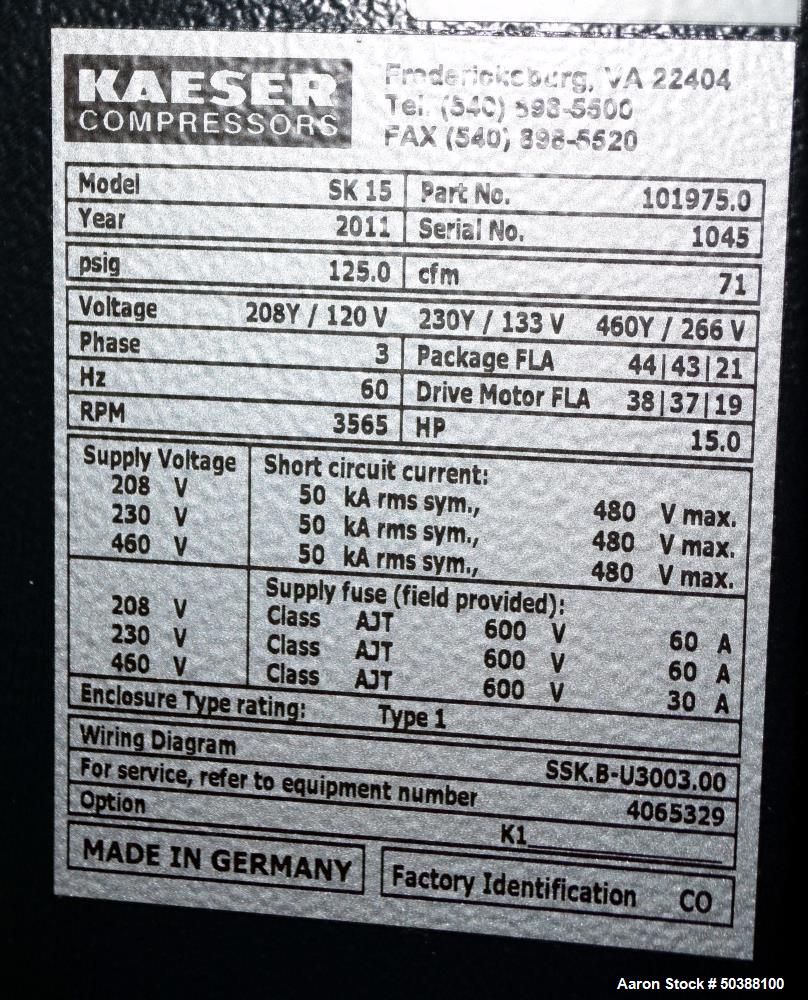 KAESER
COMPRESSORS
Fredericksburg, VA 22404
Tel. (540) 898-5500
FAX (540) 898-5520
Model SK 15 Part No. 101975.0
Year 2011 Serial No. 1045
psig 125.0 cfm 71
Voltage 208Y / 120 V 230Y / 133 V 460Y / 266 V
Phase 3 Package FLA 44|43|21
Hz 60 Drive Motor FLA 38|37|19
RPM 3565 HP 15.0
Supply Voltage Short circuit current:
208 V 50 kA rms sym., 480 V max.
230 V 50 kA rms sym., 480 V max.
460 V 50 kA rms sym., 480 V max.
Supply fuse (field provided):
208 V Class AJT 600 V 60 A
230 V Class AJT 600 V 60 A
460 V Class AJT 600 V 30 A
Enclosure Type rating: Type 1
Wiring Diagram SSK.B-U3003.00
For service, refer to equipment number 4065329
Option K1
MADE IN GERMANY Factory Identification CO
Aaron Stock # 50388100